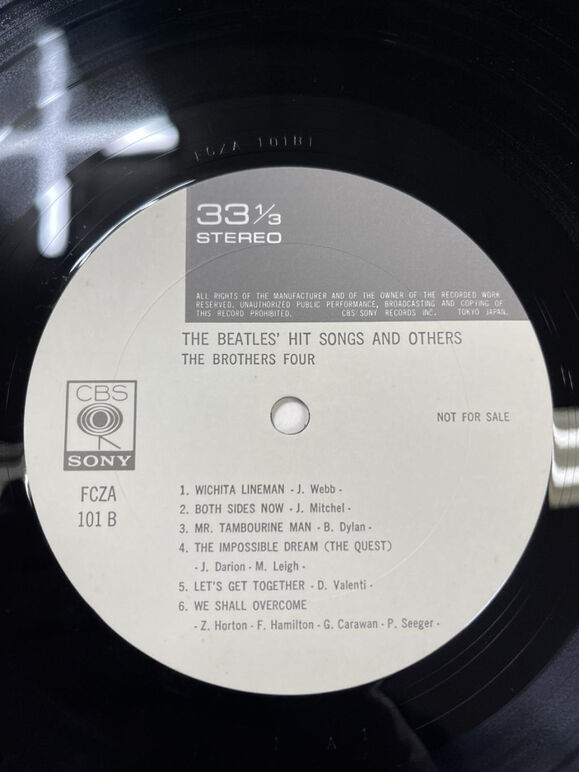 FCZA 101B1
33 1/3
STEREO
ALL RIGHTS OF THE MANUFACTURER AND OF THE OWNER OF THE RECORDED WORK
RESERVED. UNAUTHORIZED PUBLIC PERFORMANCE, BROADCASTING AND COPYING OF
THIS RECORD PROHIBITED. CBS/SONY RECORDS INC. TOKYO JAPAN.
THE BEATLES' HIT SONGS AND OTHERS
THE BROTHERS FOUR
CBS
SONY
NOT FOR SALE
FCZA
101 B
1. WICHITA LINEMAN - J. Webb -
2. BOTH SIDES NOW - J. Mitchel -
3. MR. TAMBOURINE MAN - B. Dylan -
4. THE IMPOSSIBLE DREAM (THE QUEST)
- J. Darion - M. Leigh -
5. LET'S GET TOGETHER - D. Valenti -
6. WE SHALL OVERCOME
- Z. Horton - F. Hamilton - G. Carawan - P. Seeger -